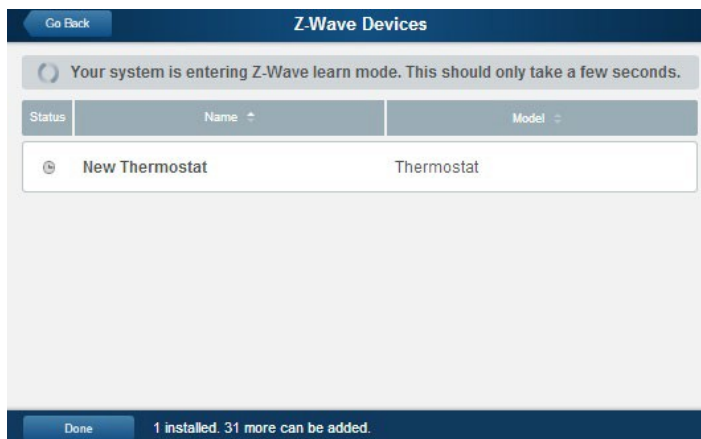 Go Back
Z-Wave Devices
Your system is entering Z-Wave learn mode. This should only take a few seconds.
Status Name Model
New Thermostat Thermostat
Done 1 installed. 31 more can be added.